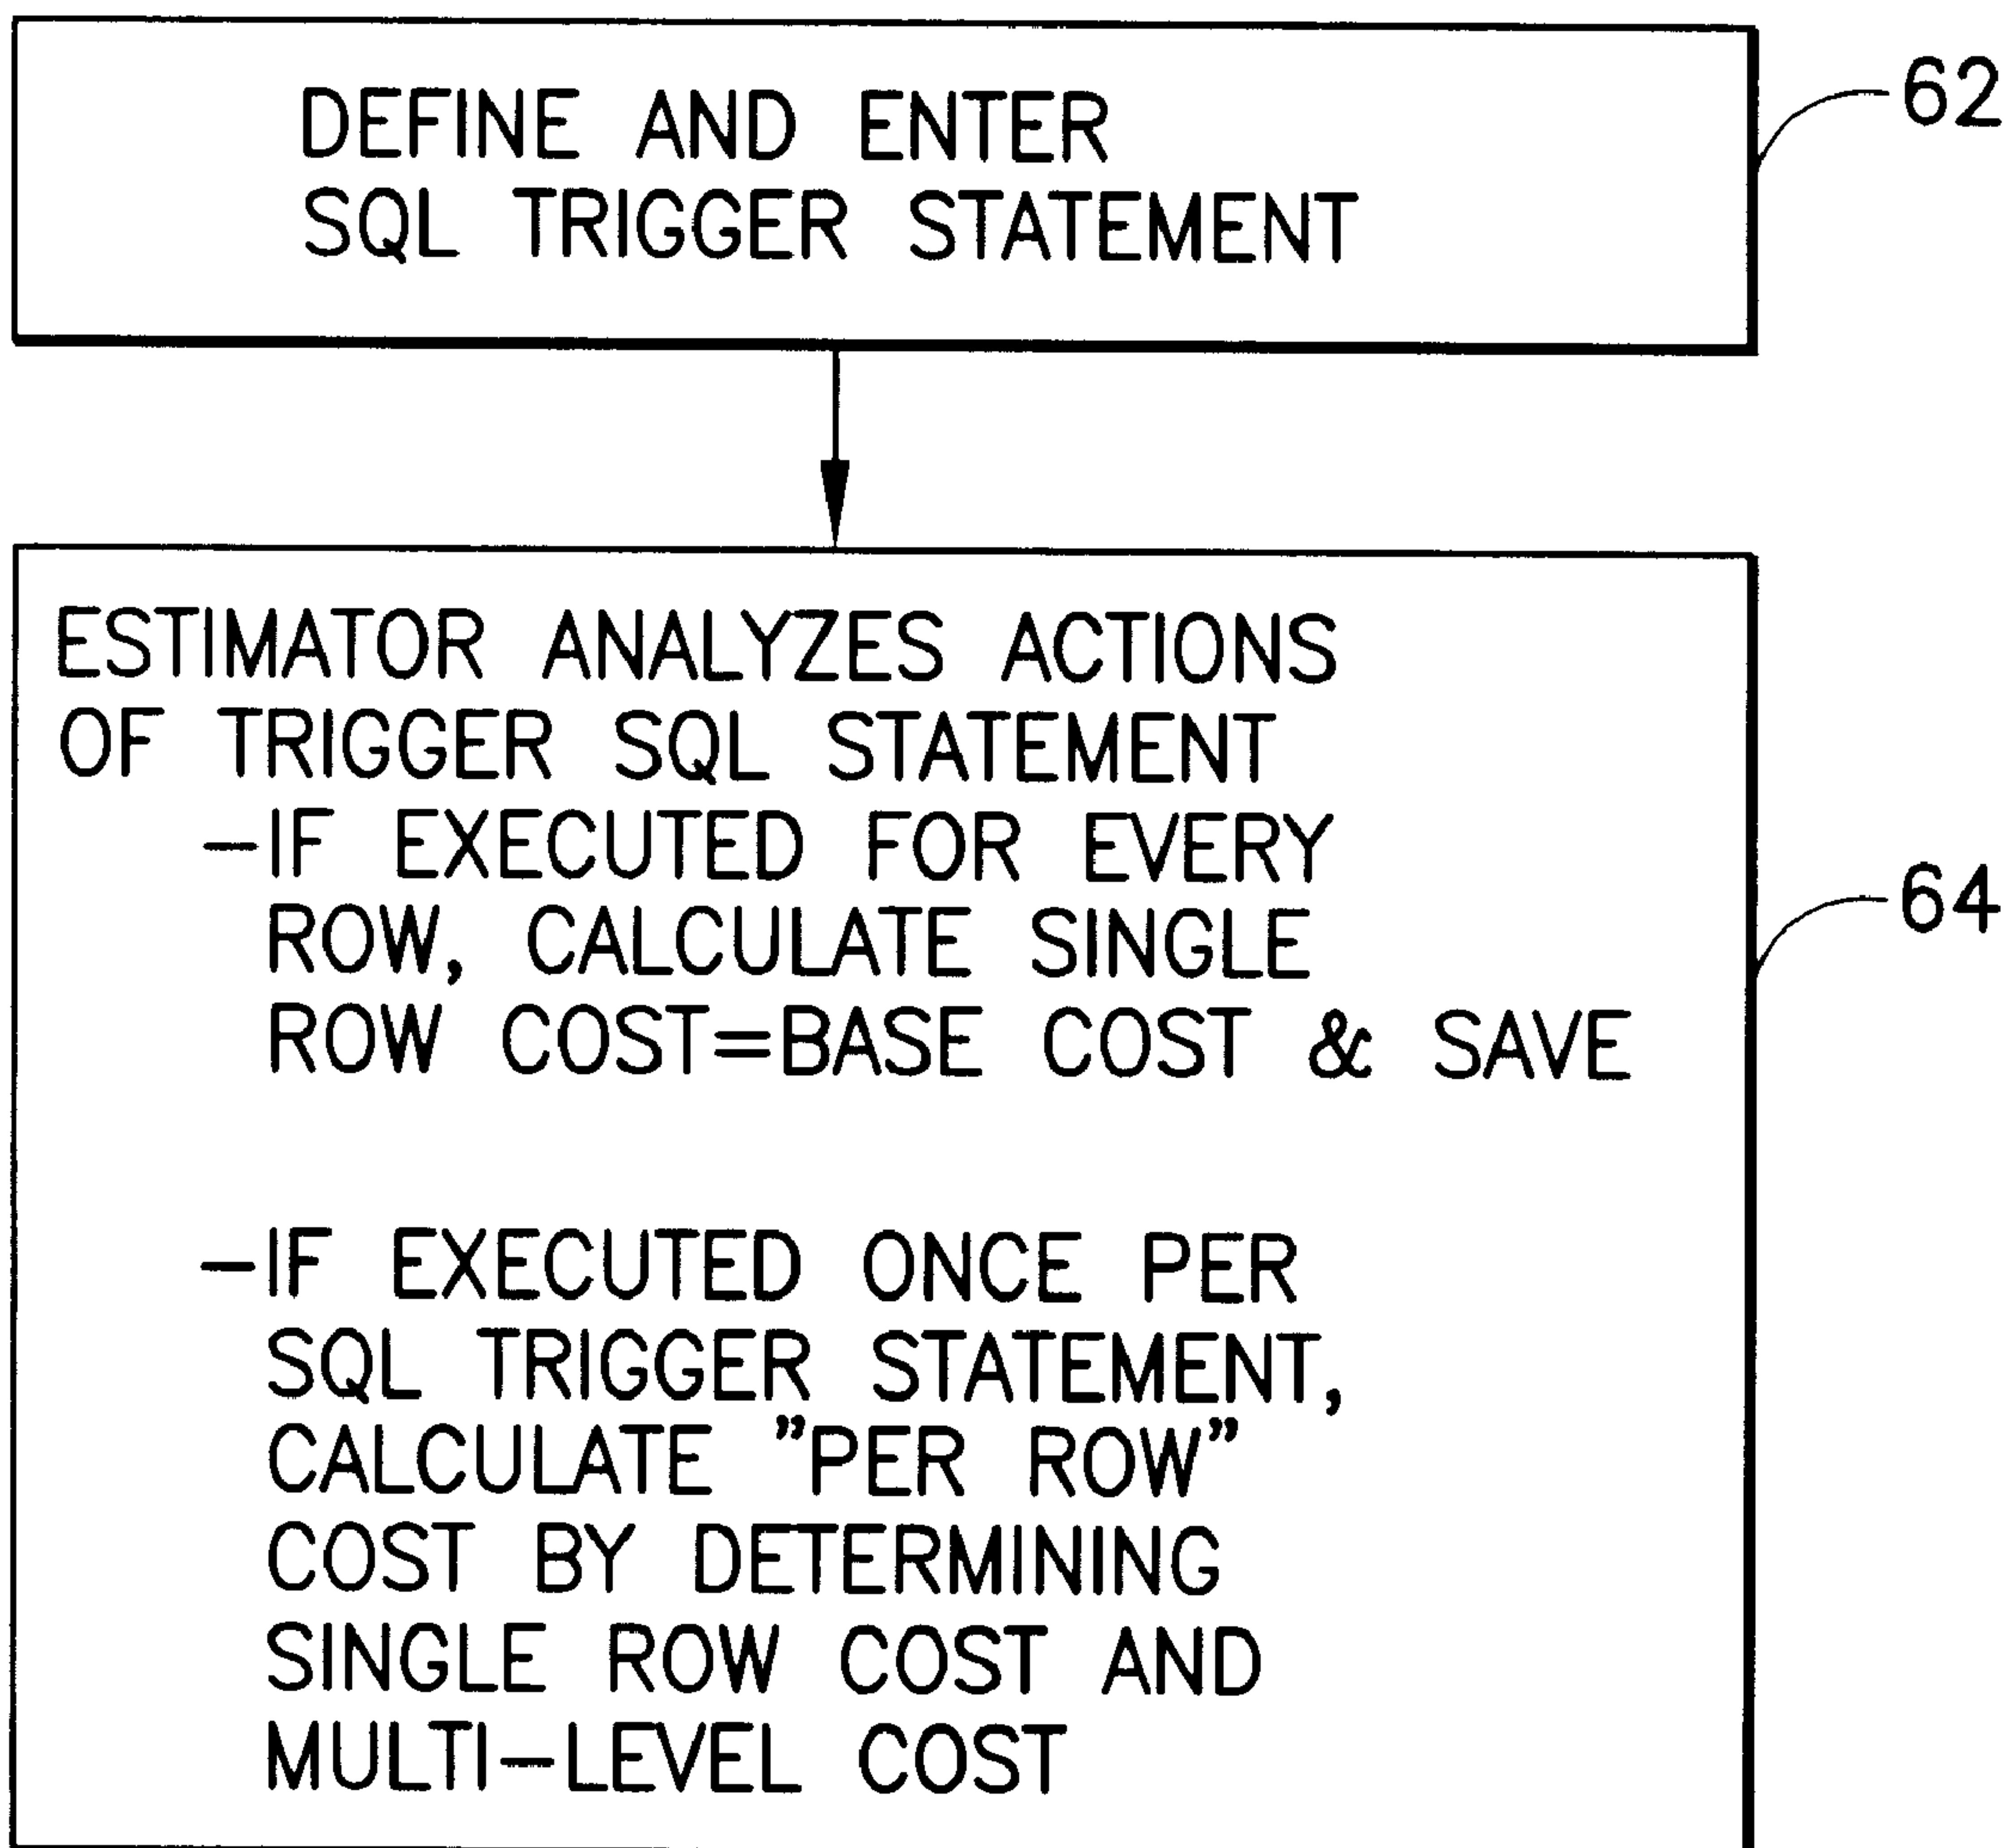 DEFINE AND ENTER
SQL TRIGGER STATEMENT
62
ESTIMATOR ANALYZES ACTIONS
OF TRIGGER SQL STATEMENT
-IF EXECUTED FOR EVERY
ROW, CALCULATE SINGLE
ROW COST=BASE COST & SAVE
64
-IF EXECUTED ONCE PER
SQL TRIGGER STATEMENT,
CALCULATE "PER ROW"
COST BY DETERMINING
SINGLE ROW COST AND
MULTI-LEVEL COST